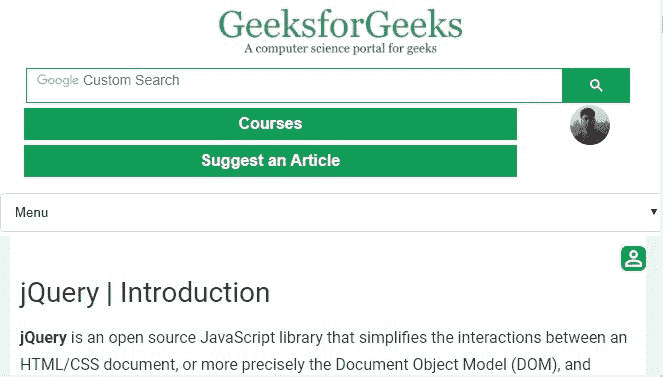 GeeksforGeeks
A computer science portal for geeks
Google Custom Search
Courses
Suggest an Article
Menu
jQuery | Introduction
jQuery is an open source JavaScript library that simplifies the interactions between an
HTML/CSS document, or more precisely the Document Object Model (DOM), and